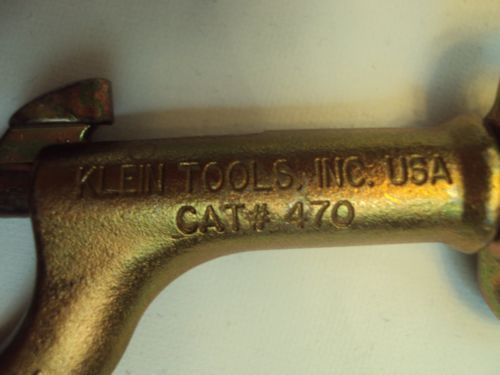 KLEIN TOOLS, INC. USA
CAT# 470